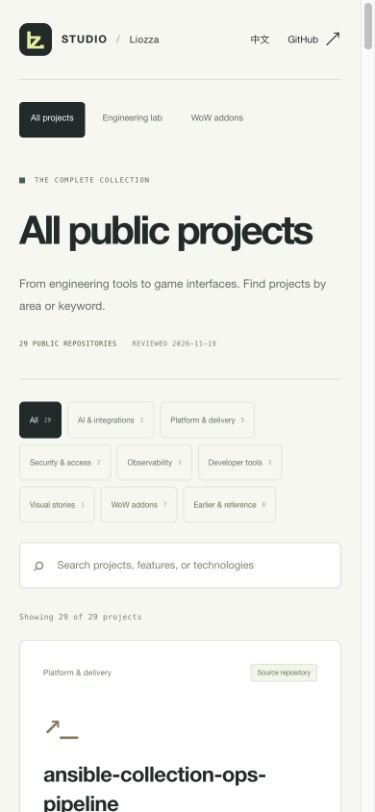 STUDIO / Liozza
中文 GitHub
All projects Engineering lab WoW addons
THE COMPLETE COLLECTION
All public projects
From engineering tools to game interfaces. Find projects by
area or keyword.
29 PUBLIC REPOSITORIES REVIEWED 2026-11-19
All 29 AI & integrations 2 Platform & delivery 5
Security & access 2 Observability 1 Developer tools 3
Visual stories 1 WoW addons 7 Earlier & reference 8
Search projects, features, or technologies
Showing 29 of 29 projects
Platform & delivery Source repository
ansible-collection-ops-
pipeline